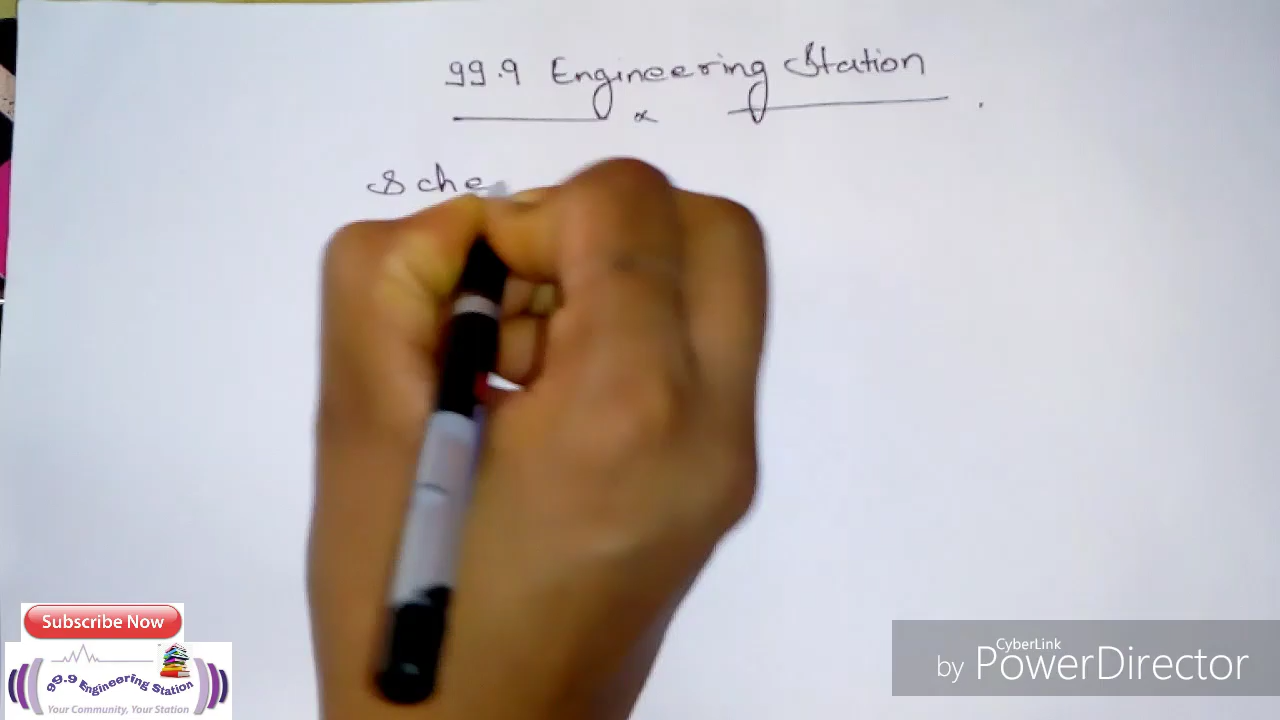 99.9 Engineering Station
Sche
Subscribe Now
99.9 Engineering Station
Your Community, Your Station
CyberLink
by PowerDirector